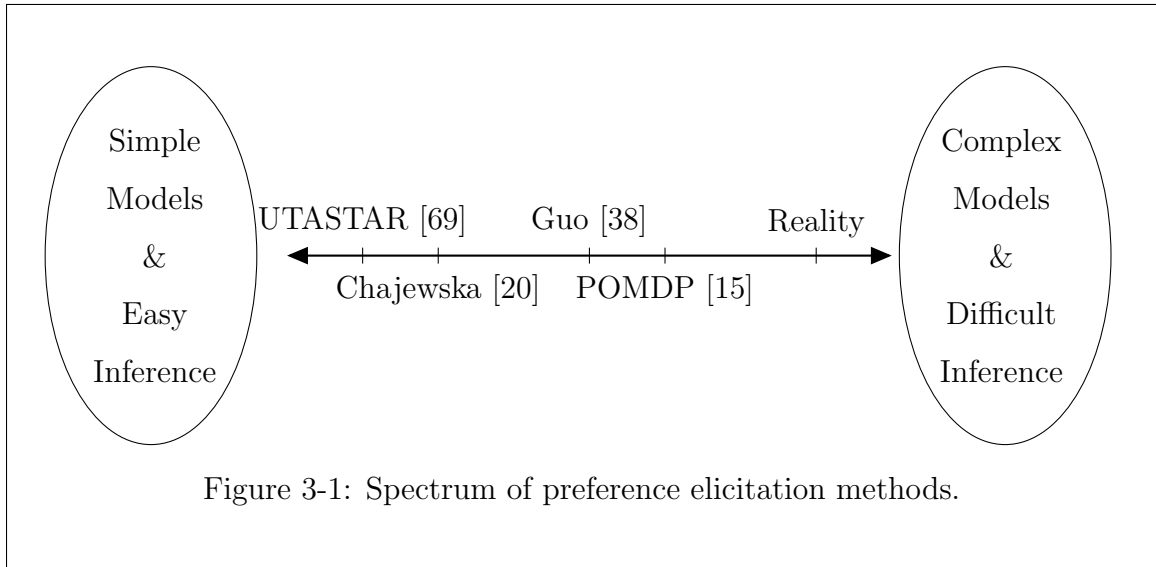 Simple
Models
&
Easy
Inference
UTASTAR [69]
Chajewska [20]
Guo [38]
POMDP [15]
Reality
Complex
Models
&
Difficult
Inference
Figure 3-1: Spectrum of preference elicitation methods.